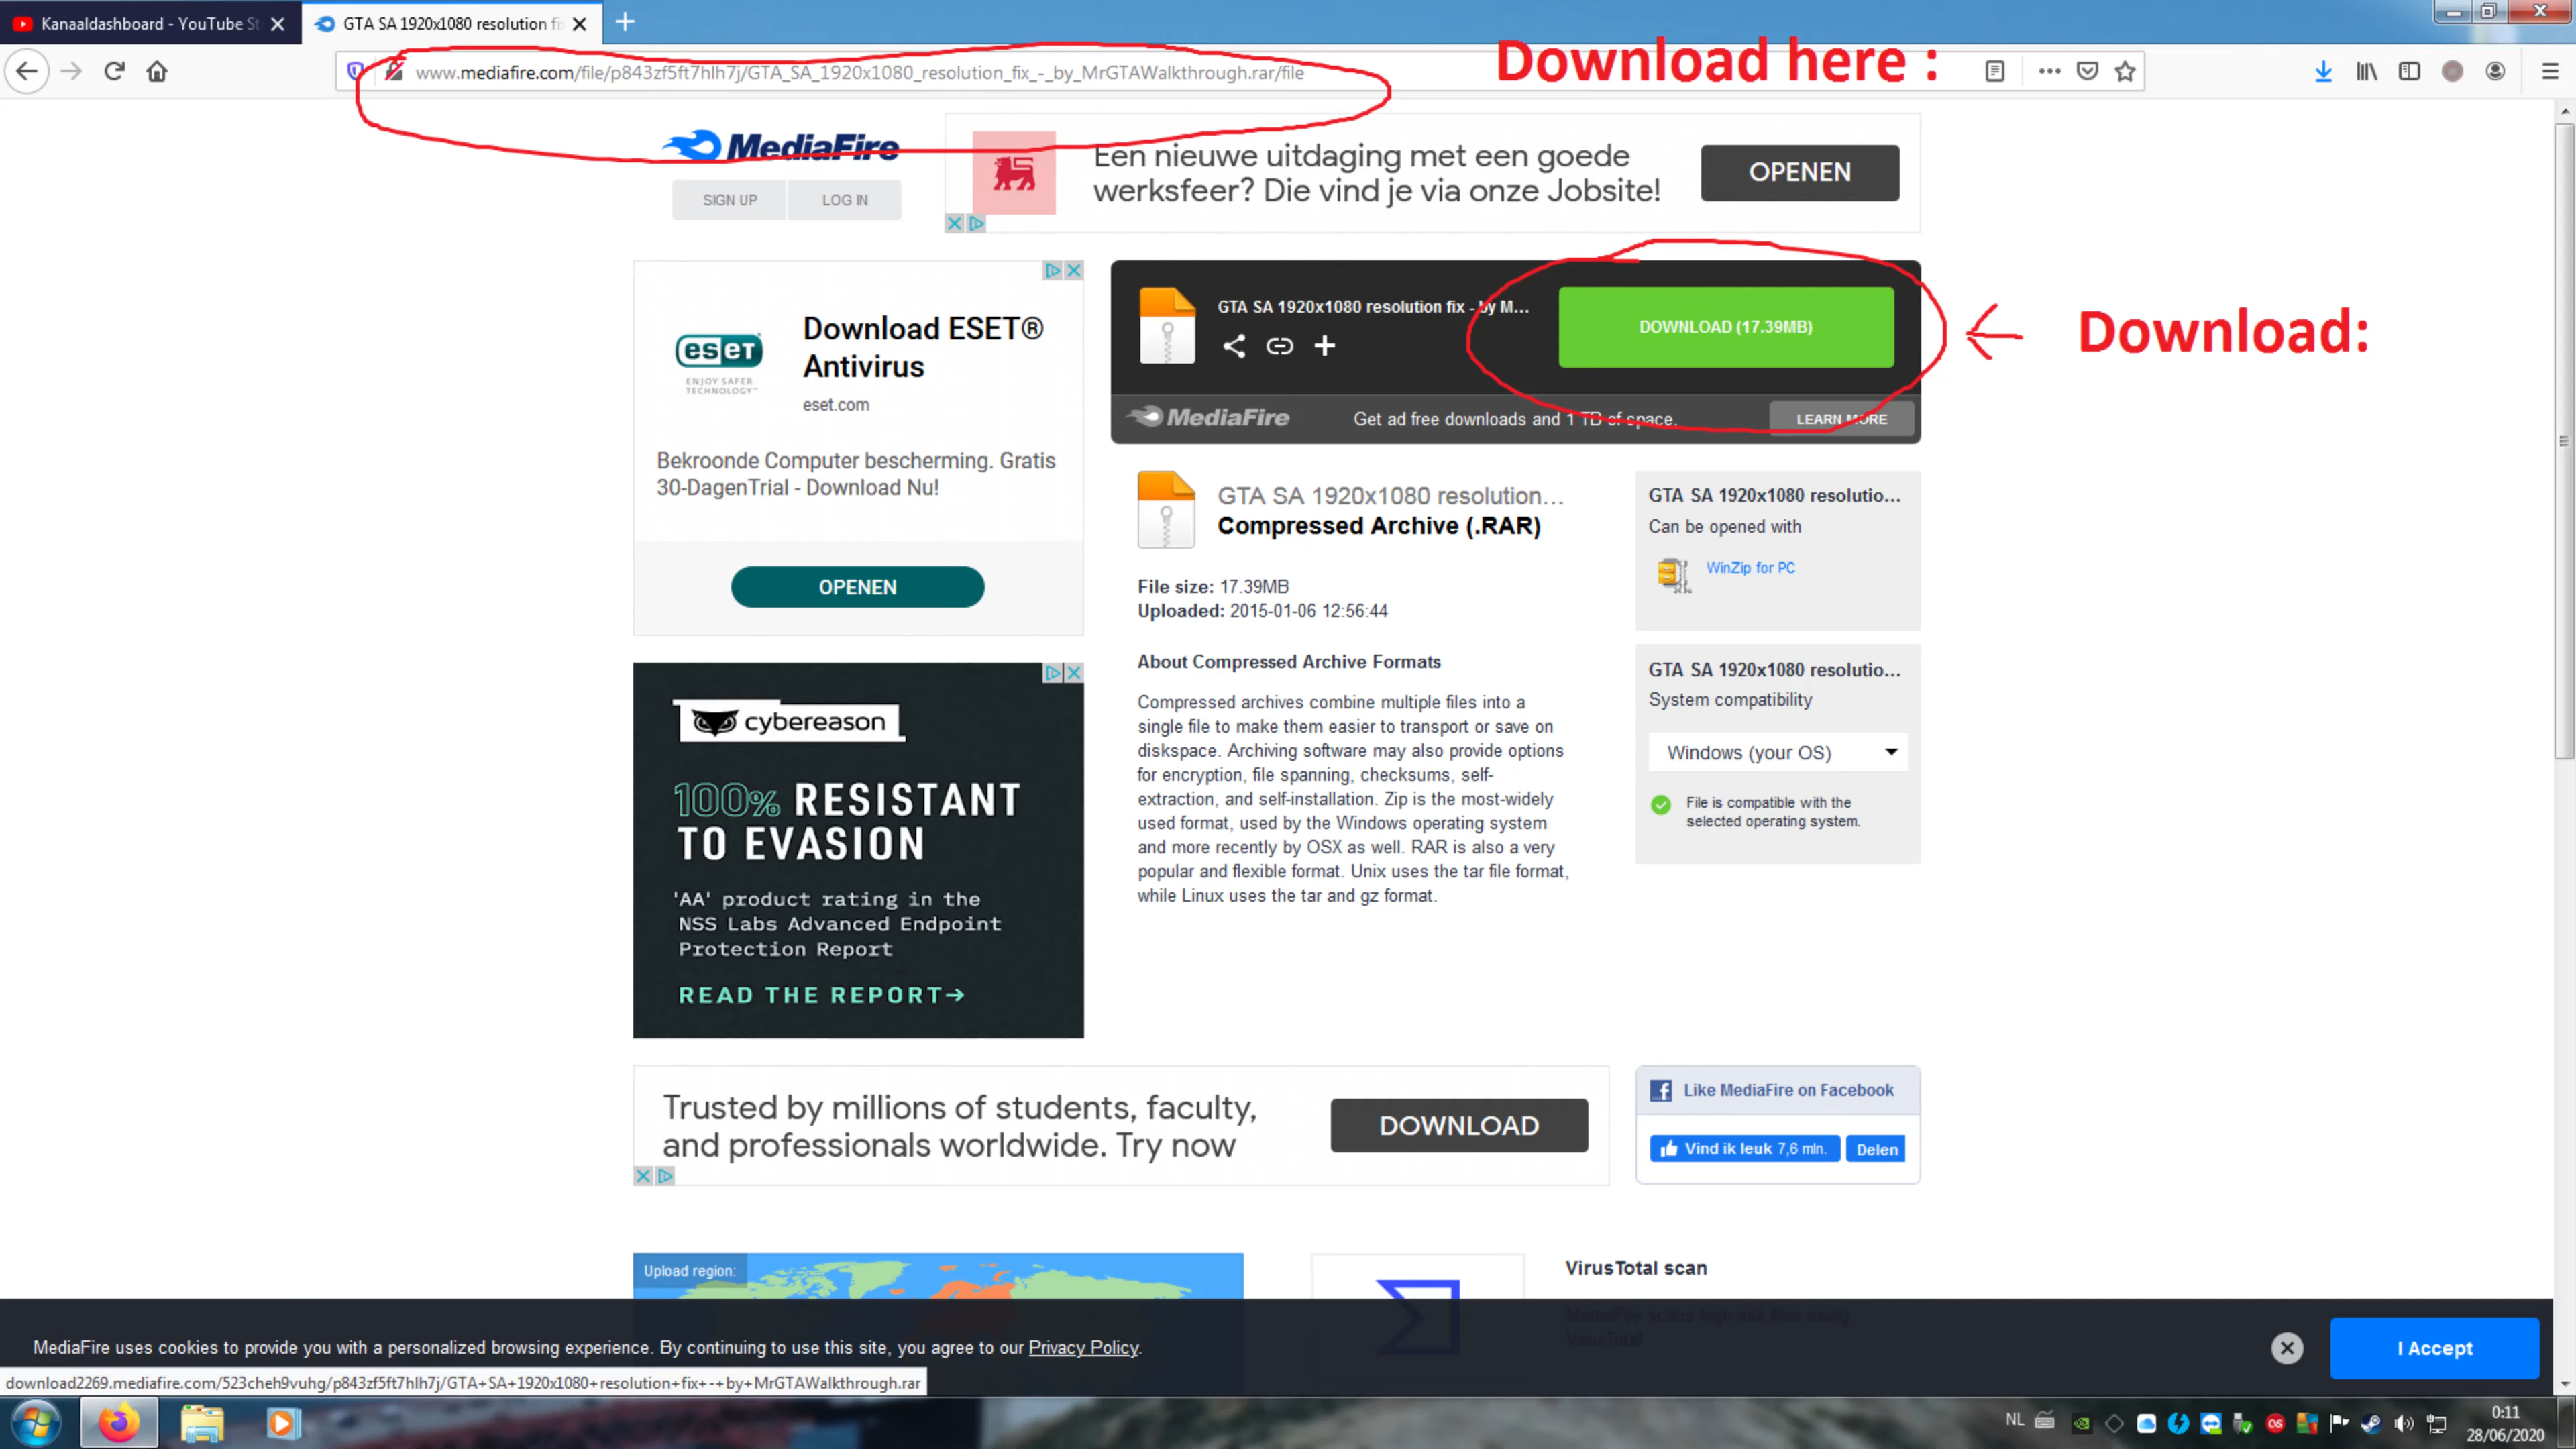 Kanaaldashboard - YouTube St
GTA SA 1920x1080 resolution fi
www.mediafire.com/file/p843zf5ft7hlh7j/GTA_SA_1920x1080_resolution_fix_-_by_MrGTAWalkthrough.rar/file
Download here :
MediaFire
SIGN UP
LOG IN
Een nieuwe uitdaging met een goede
werksfeer? Die vind je via onze Jobsite!
OPENEN
eseT
ENJOY SAFER
TECHNOLOGY™
Download ESET®
Antivirus
eset.com
Bekroonde Computer bescherming. Gratis
30-DagenTrial - Download Nu!
OPENEN
GTA SA 1920x1080 resolution fix - by M...
DOWNLOAD (17.39MB)
Download:
MediaFire
Get ad free downloads and 1 TB of space.
LEARN MORE
GTA SA 1920x1080 resolution...
Compressed Archive (.RAR)
File size: 17.39MB
Uploaded: 2015-01-06 12:56:44
About Compressed Archive Formats
Compressed archives combine multiple files into a
single file to make them easier to transport or save on
diskspace. Archiving software may also provide options
for encryption, file spanning, checksums, self-
extraction, and self-installation. Zip is the most-widely
used format, used by the Windows operating system
and more recently by OSX as well. RAR is also a very
popular and flexible format. Unix uses the tar file format,
while Linux uses the tar and gz format.
GTA SA 1920x1080 resolutio...
Can be opened with
WinZip for PC
GTA SA 1920x1080 resolutio...
System compatibility
Windows (your OS)
File is compatible with the
selected operating system.
cybereason
100% RESISTANT
TO EVASION
'AA' product rating in the
NSS Labs Advanced Endpoint
Protection Report
READ THE REPORT→
Trusted by millions of students, faculty,
and professionals worldwide. Try now
DOWNLOAD
Like MediaFire on Facebook
Vind ik leuk 7,6 mln.
Delen
Upload region:
VirusTotal scan
MediaFire scans high-risk files using
VirusTotal
MediaFire uses cookies to provide you with a personalized browsing experience. By continuing to use this site, you agree to our Privacy Policy.
I Accept
download2269.mediafire.com/523cheh9vuhg/p843zf5ft7hlh7j/GTA+SA+1920x1080+resolution+fix+-+by+MrGTAWalkthrough.rar
NL
0:11
28/06/2020